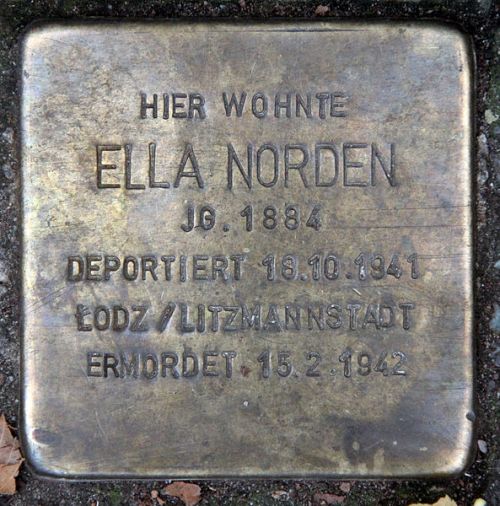 HIER WOHNTE
ELLA NORDEN
JG. 1884
DEPORTIERT 18.10.1941
ŁODZ / LITZMANNSTADT
ERMORDET 15.2.1942